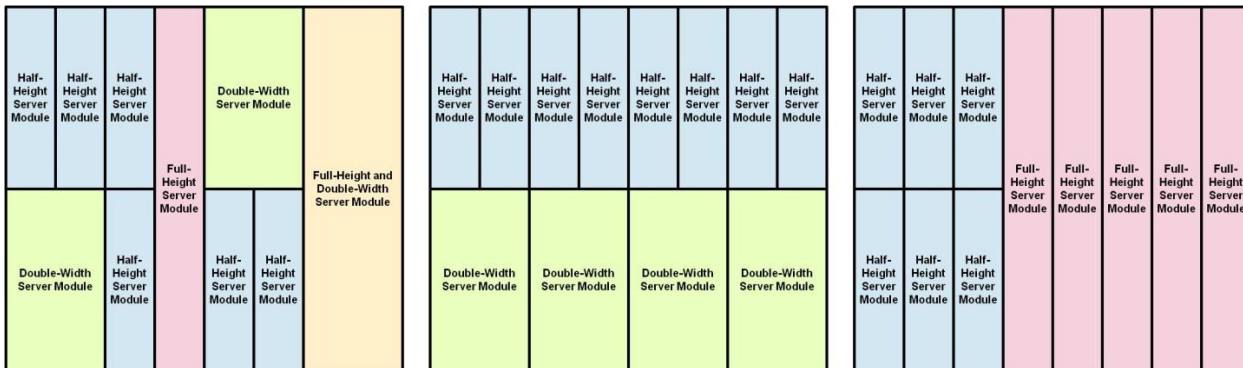 Half-
Height
Server
Module
Half-
Height
Server
Module
Half-
Height
Server
Module
Full-
Height
Server
Module
Double-Width
Server Module
Full-Height and
Double-Width
Server Module
Double-Width
Server Module
Half-
Height
Server
Module
Half-
Height
Server
Module
Half-
Height
Server
Module
Half-
Height
Server
Module
Half-
Height
Server
Module
Half-
Height
Server
Module
Half-
Height
Server
Module
Half-
Height
Server
Module
Half-
Height
Server
Module
Half-
Height
Server
Module
Half-
Height
Server
Module
Double-Width
Server Module
Double-Width
Server Module
Double-Width
Server Module
Double-Width
Server Module
Half-
Height
Server
Module
Half-
Height
Server
Module
Half-
Height
Server
Module
Full-
Height
Server
Module
Full-
Height
Server
Module
Full-
Height
Server
Module
Full-
Height
Server
Module
Full-
Height
Server
Module
Half-
Height
Server
Module
Half-
Height
Server
Module
Half-
Height
Server
Module